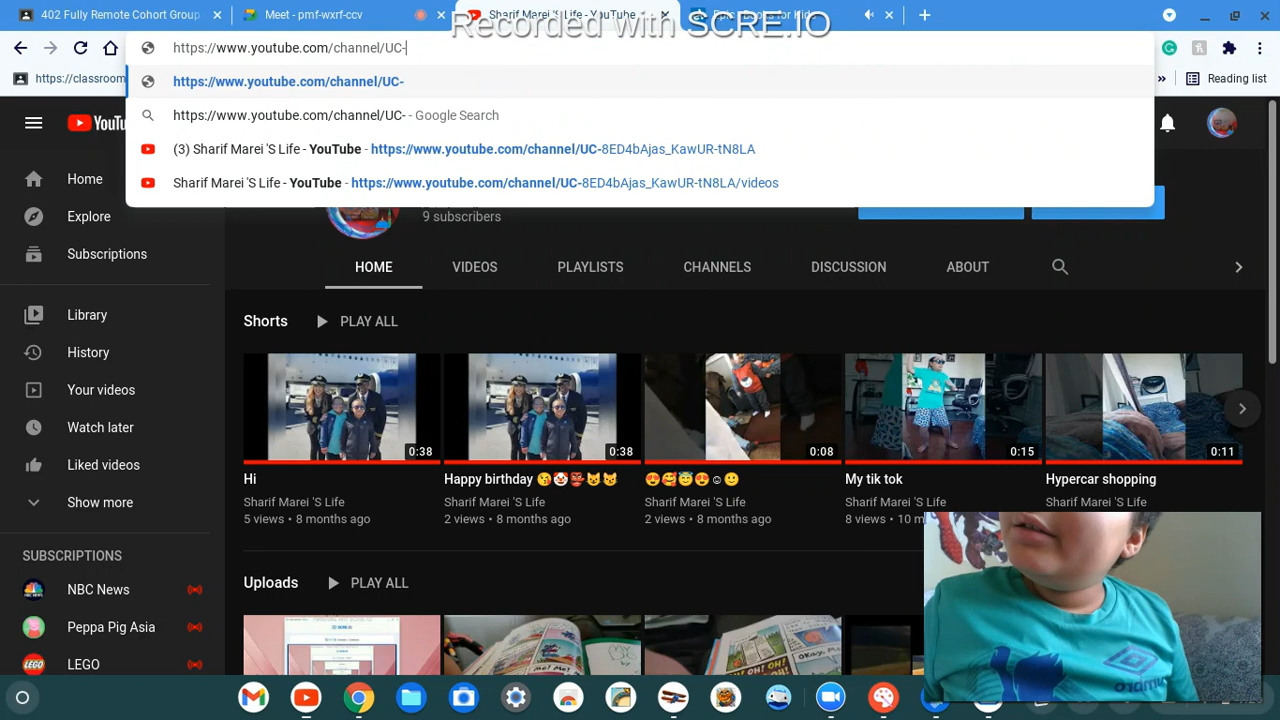 402 Fully Remote Cohort Group
Meet - pmf-wxrf-ccv
Sharif Marei 'S Life - YouTube
Recorded with SCRE.IO
https://www.youtube.com/channel/UC-
https://classroom
https://www.youtube.com/channel/UC-
Reading list
https://www.youtube.com/channel/UC- - Google Search
(3) Sharif Marei 'S Life - YouTube - https://www.youtube.com/channel/UC-8ED4bAjas_KawUR-tN8LA
Sharif Marei 'S Life - YouTube - https://www.youtube.com/channel/UC-8ED4bAjas_KawUR-tN8LA/videos
9 subscribers
Home
Explore
Subscriptions
Library
History
Your videos
Watch later
Liked videos
Show more
SUBSCRIPTIONS
NBC News
Peppa Pig Asia
LEGO
HOME VIDEOS PLAYLISTS CHANNELS DISCUSSION ABOUT
Shorts PLAY ALL
0:38 0:38 0:08 0:15 0:11
Hi
Sharif Marei 'S Life
5 views • 8 months ago
Happy birthday 😘🤡👺😼😼
Sharif Marei 'S Life
2 views • 8 months ago
😍🥰😇😍☺🙂
Sharif Marei 'S Life
2 views • 8 months ago
My tik tok
Sharif Marei 'S Life
8 views • 10 m
Hypercar shopping
Sharif Marei 'S Life
Uploads PLAY ALL